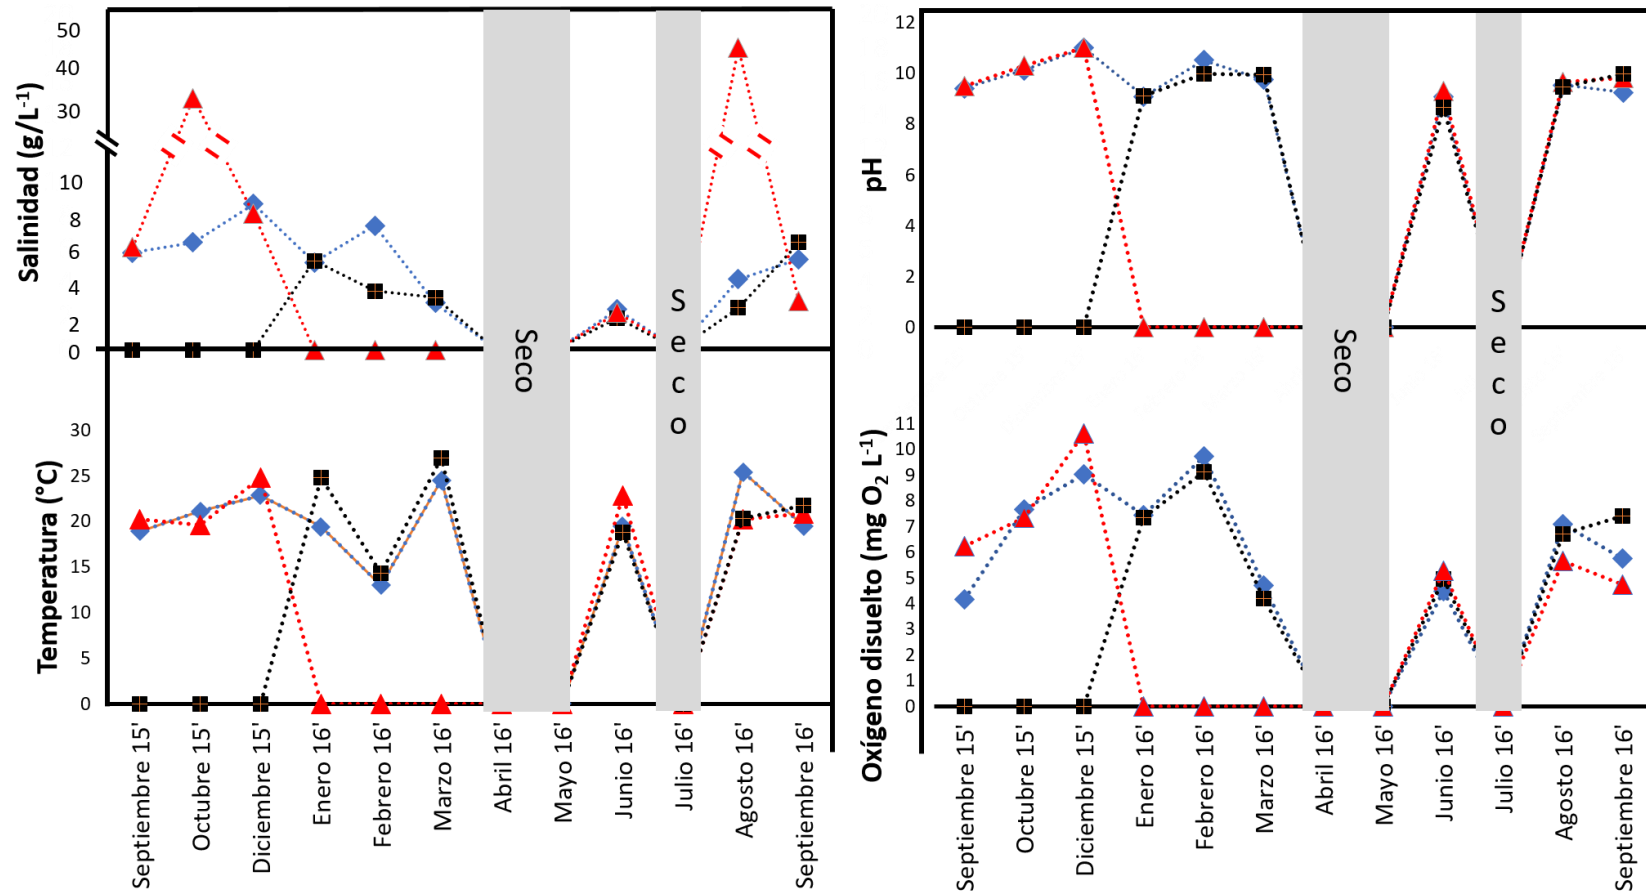 Salinidad (g/L-1)
50
40
30
10
8
6
4
2
0
Seco
Seco
Temperatura (°C)
30
25
20
15
10
5
0
Septiembre 15'
Octubre 15'
Diciembre 15'
Enero 16'
Febrero 16'
Marzo 16'
Abril 16'
Mayo 16'
Junio 16'
Julio 16'
Agosto 16'
Septiembre 16'
pH
12
10
8
6
4
2
0
Seco
Seco
Oxígeno disuelto (mg O2 L-1)
11
10
9
8
7
6
5
4
3
2
1
0
Septiembre 15'
Octubre 15'
Diciembre 15'
Enero 16'
Febrero 16'
Marzo 16'
Abril 16'
Mayo 16'
Junio 16'
Julio 16'
Agosto 16'
Septiembre 16'